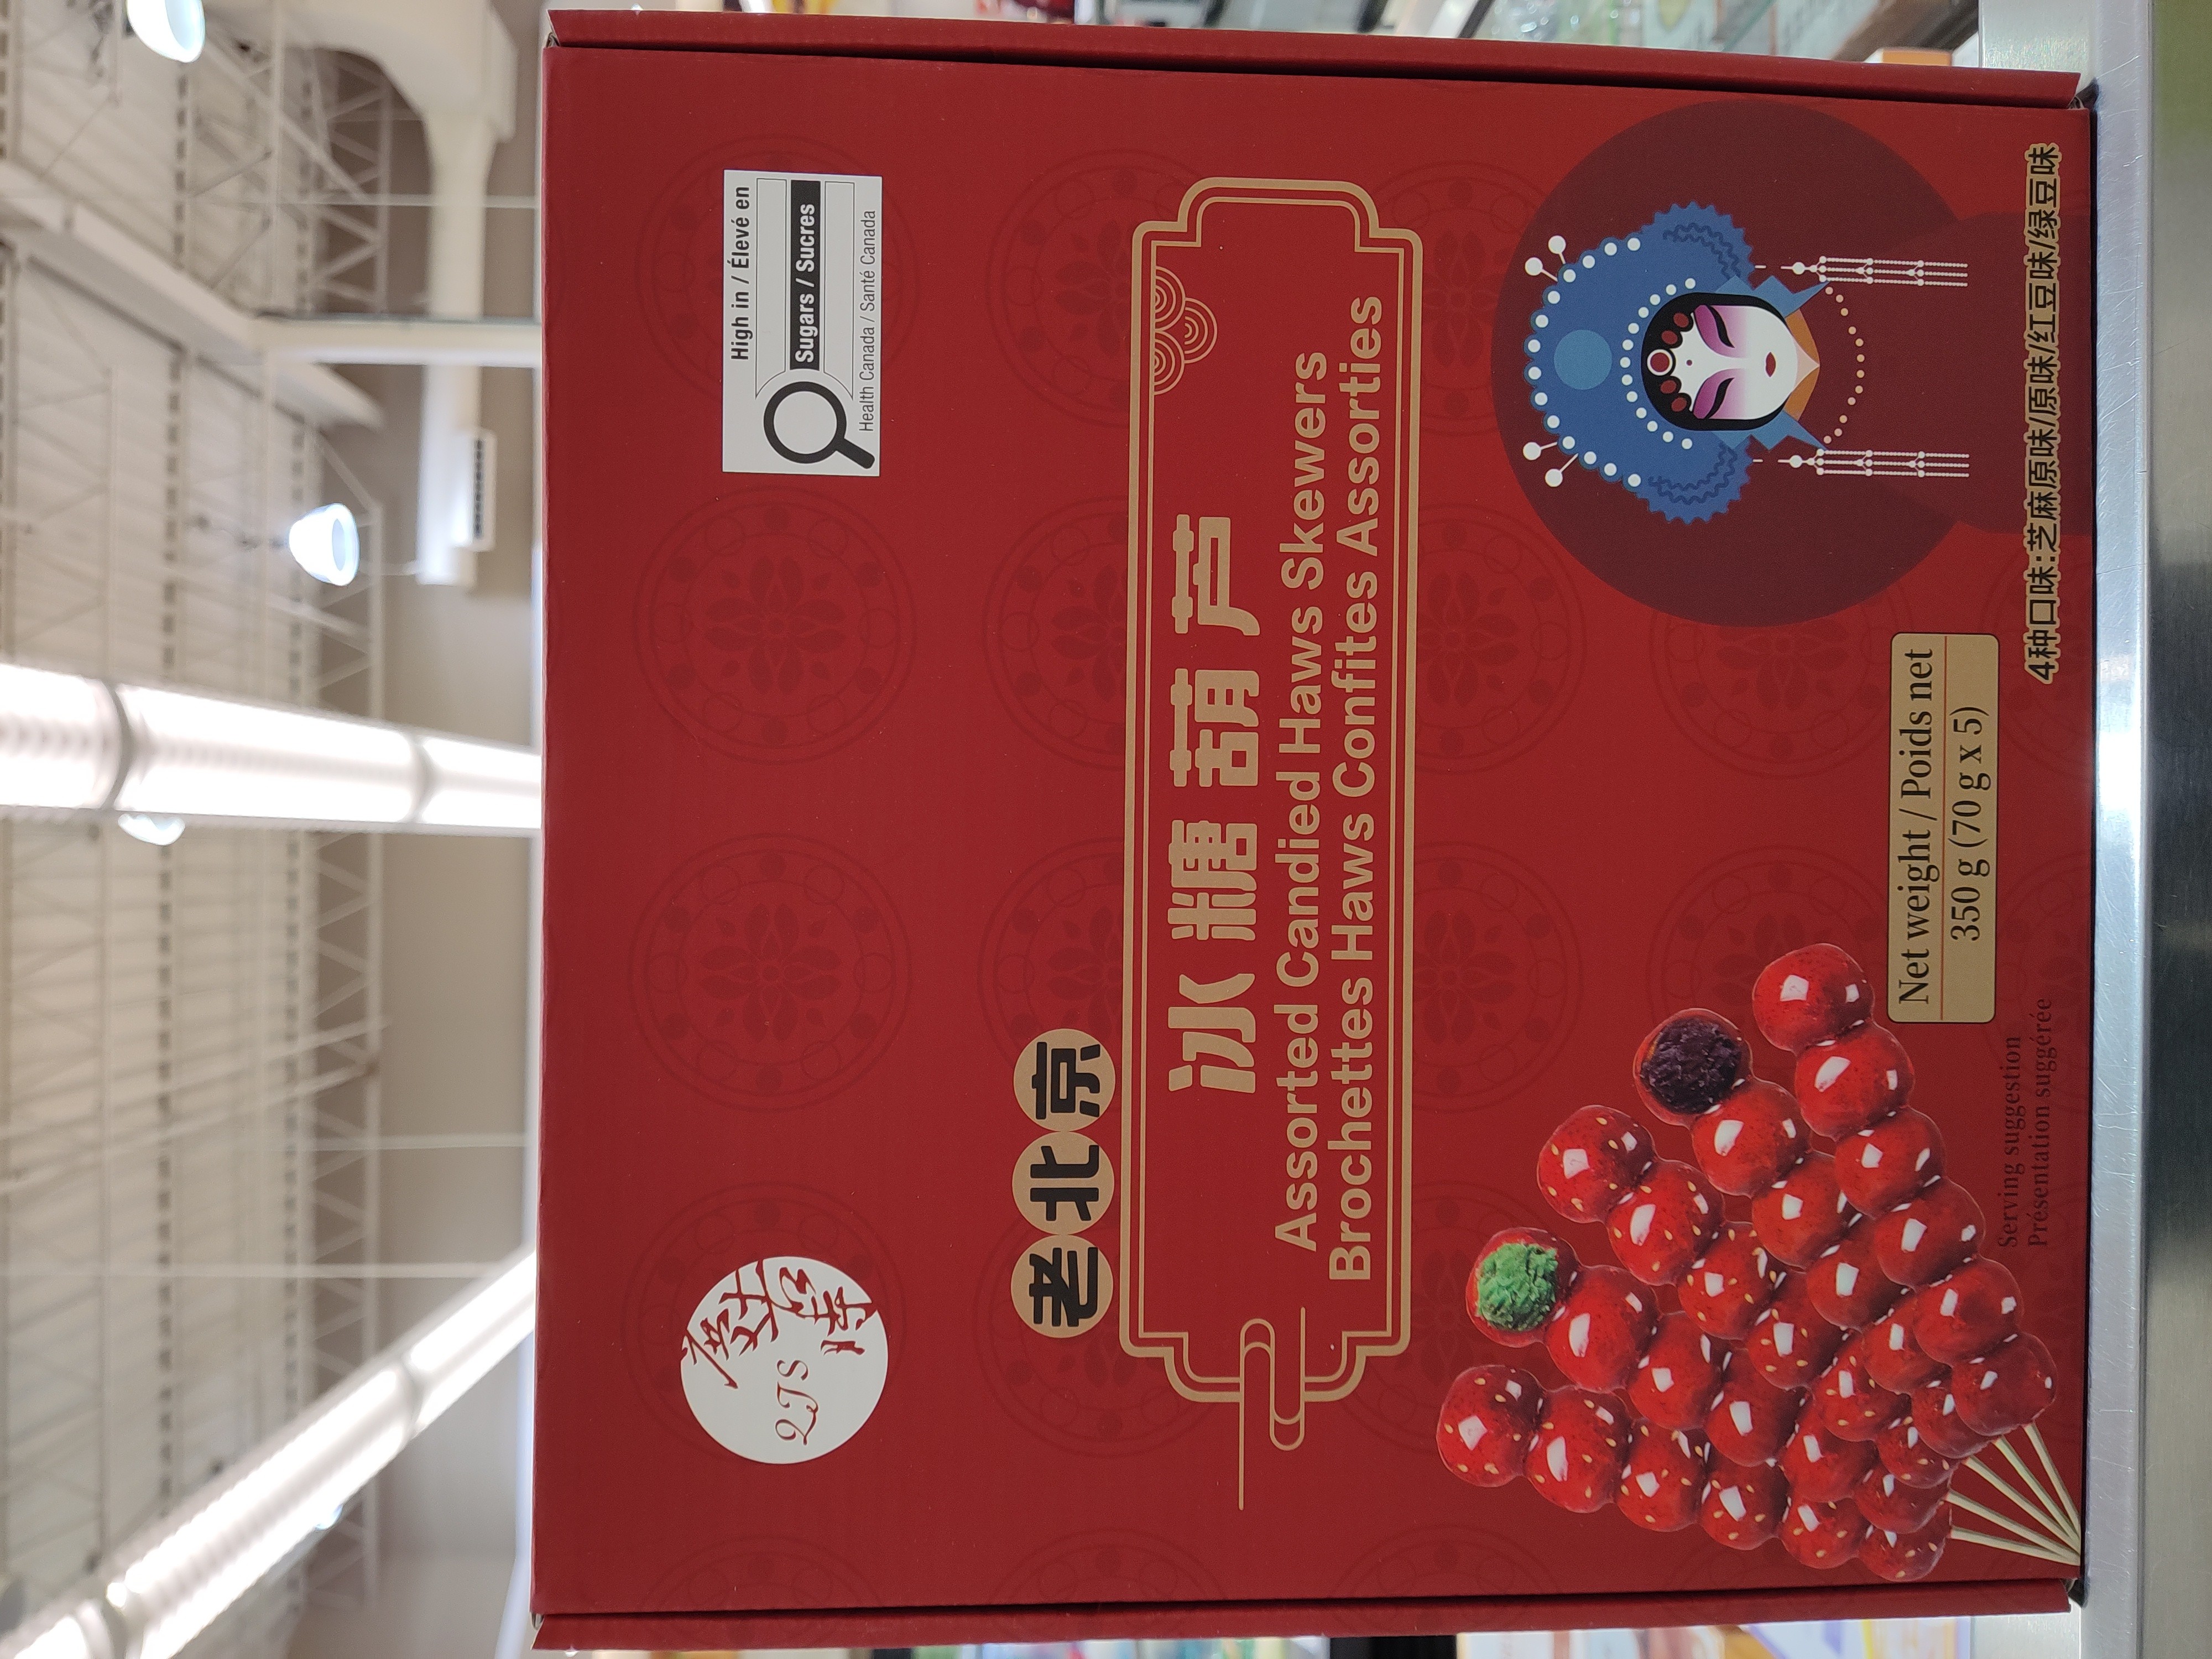 QJS
High in / Élevé en
Sugars / Sucres
Health Canada / Santé Canada
老北京
冰糖葫芦
Assorted Candied Haws Skewers
Brochettes Haws Confites Assorties
Net weight / Poids net
350 g (70 g x 5)
Serving suggestion
Présentation suggérée
4种口味:芝麻原味/原味/红豆味/绿豆味